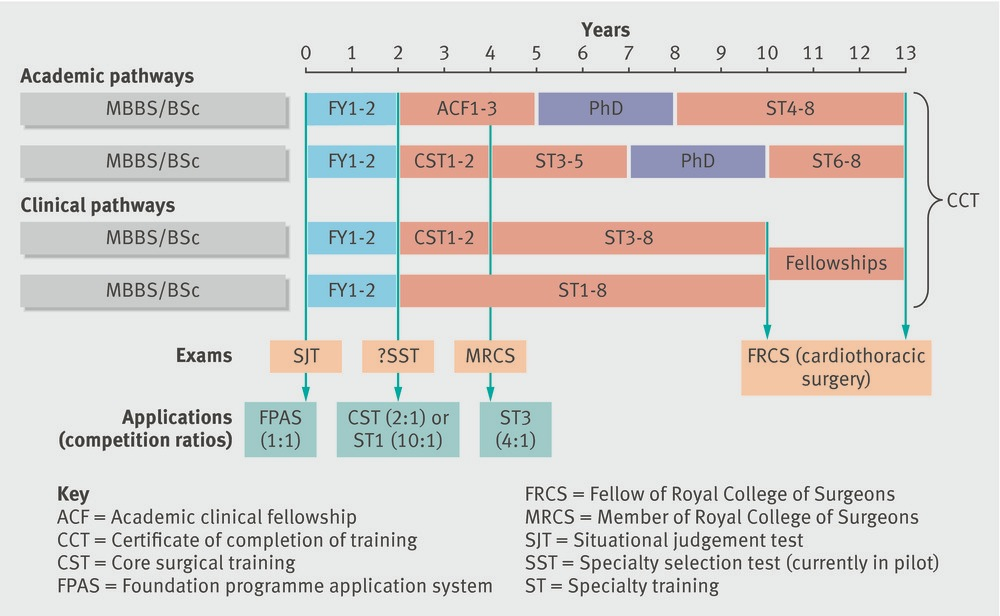 Years
0 1 2 3 4 5 6 7 8 9 10 11 12 13
Academic pathways
MBBS/BSc FY1-2 ACF1-3 PhD ST4-8
MBBS/BSc FY1-2 CST1-2 ST3-5 PhD ST6-8
CCT
Clinical pathways
MBBS/BSc FY1-2 CST1-2 ST3-8
Fellowships
MBBS/BSc FY1-2 ST1-8
Exams SJT ?SST MRCS FRCS (cardiothoracic
surgery)
Applications
(competition ratios)
FPAS
(1:1)
CST (2:1) or
ST1 (10:1)
ST3
(4:1)
Key
ACF = Academic clinical fellowship
CCT = Certificate of completion of training
CST = Core surgical training
FPAS = Foundation programme application system
FRCS = Fellow of Royal College of Surgeons
MRCS = Member of Royal College of Surgeons
SJT = Situational judgement test
SST = Specialty selection test (currently in pilot)
ST = Specialty training